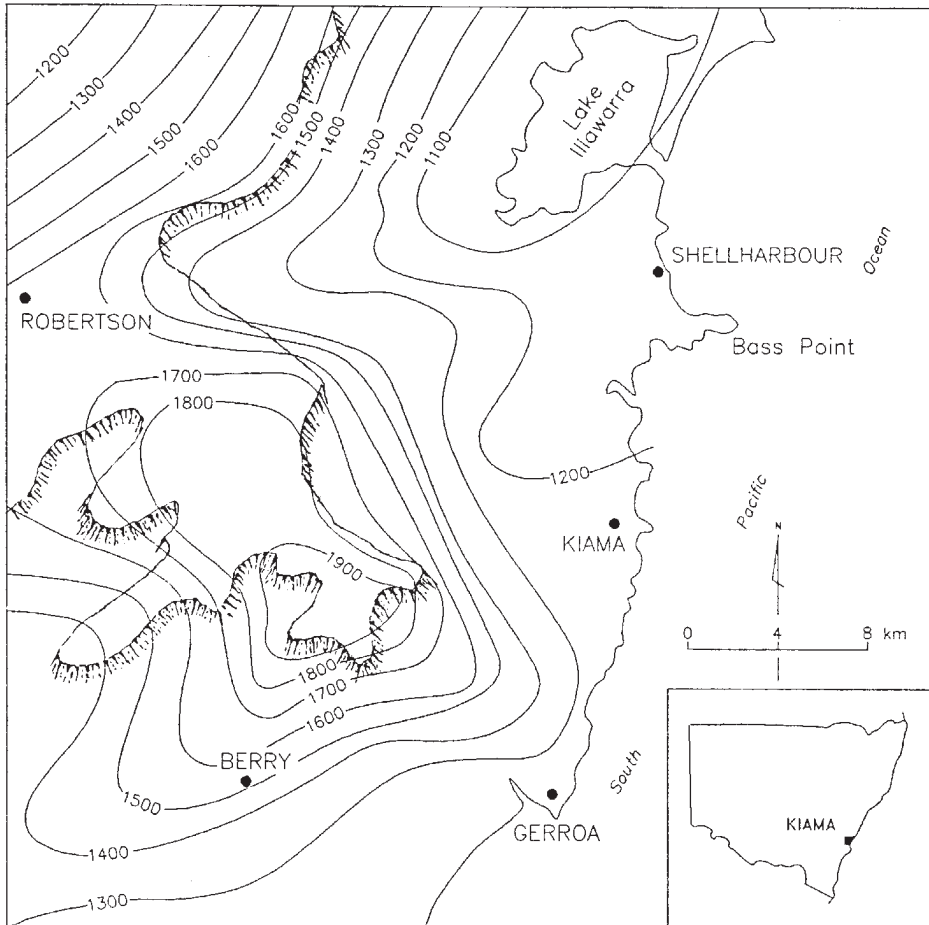 1200
1300
1400
1500
1600
1600
1500
1400
1300
1200
1100
Lake
Illawarra
Ocean
SHELLHARBOUR
ROBERTSON
Bass Point
1700
1800
1200
Pacific
KIAMA
N
1900
0 4 8 km
1800
1700
1600
BERRY
1500
South
GERROA
KIAMA
1400
1300